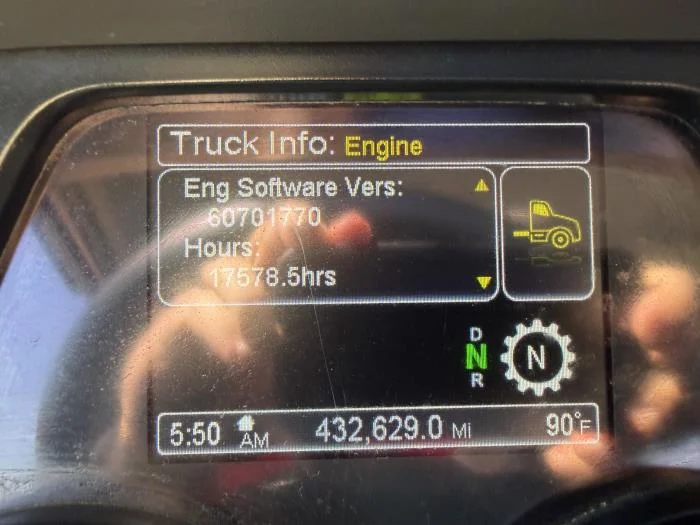 Truck Info: Engine
Eng Software Vers:
60701770
Hours:
17578.5hrs
D
N
R
N
5:50 AM 432,629.0 Mi 90°F